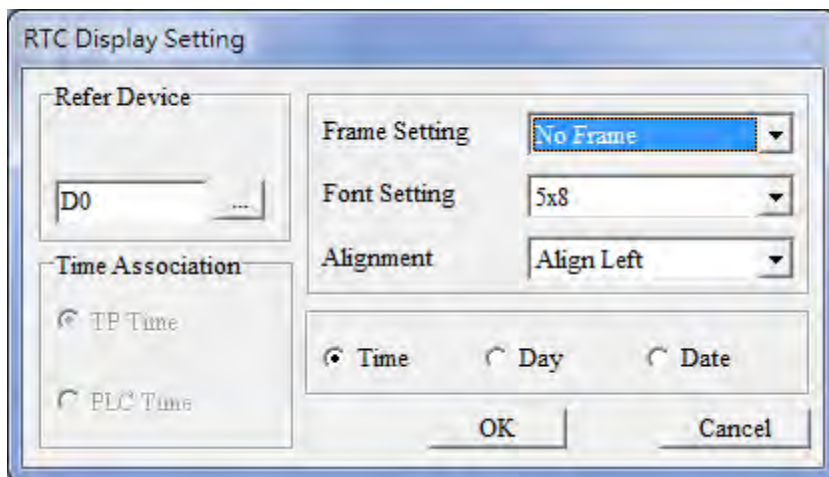 RTC Display Setting
Refer Device
D0
...
Time Association
TP Time
PLC Time
Frame Setting
No Frame
Font Setting
5x8
Alignment
Align Left
Time
Day
Date
OK
Cancel